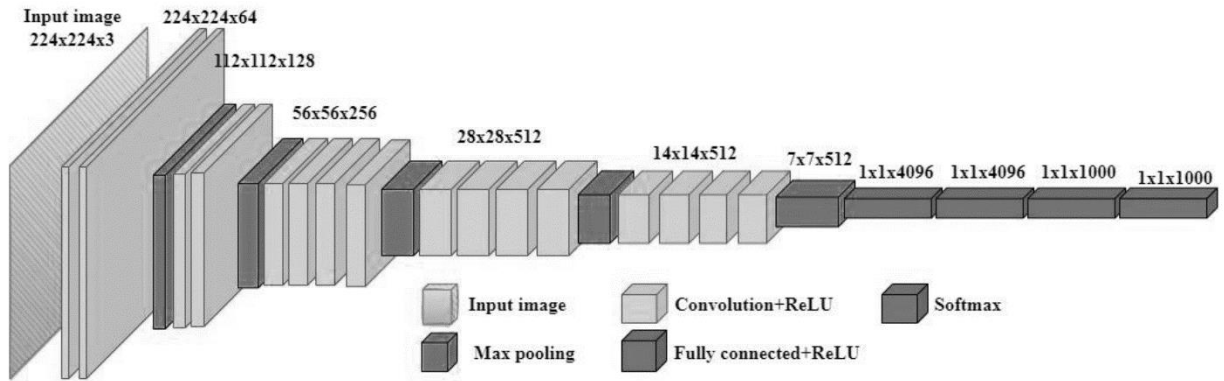 Input image
224x224x3
224x224x64
112x112x128
56x56x256
28x28x512
14x14x512
7x7x512
1x1x4096
1x1x4096
1x1x1000
1x1x1000
Input image
Convolution+ReLU
Softmax
Max pooling
Fully connected+ReLU